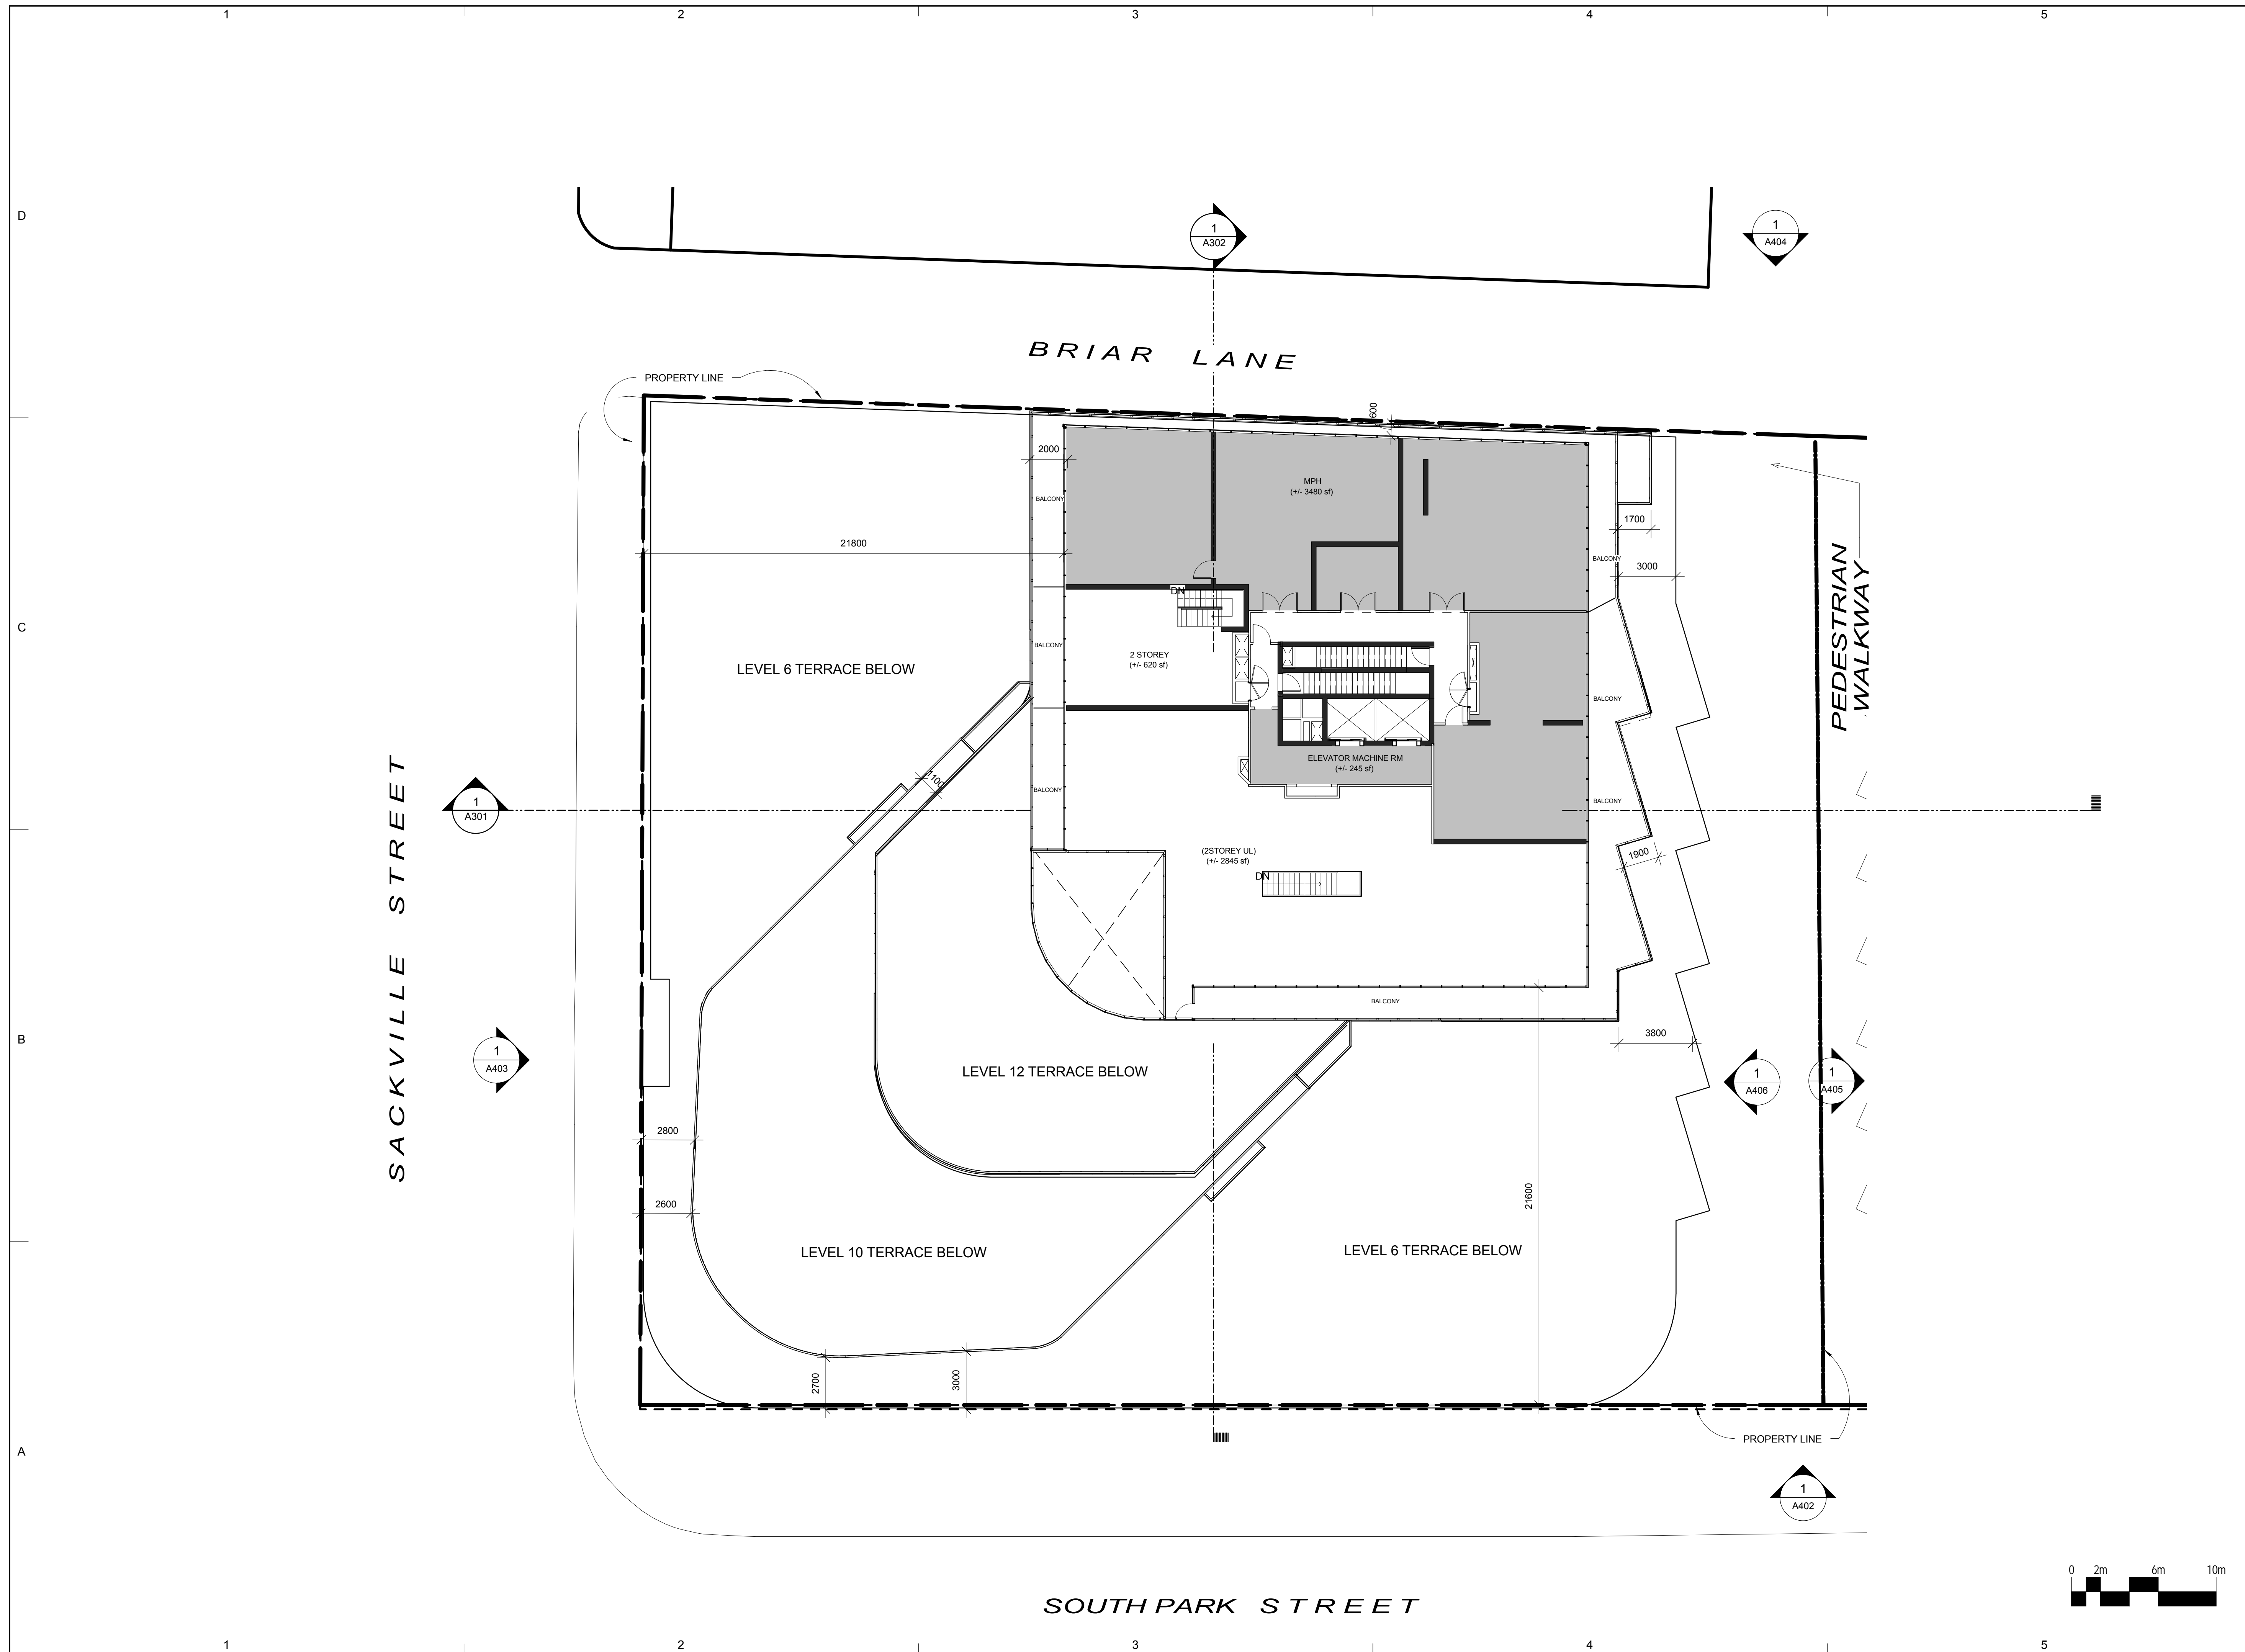 1 2 3 4 5
D
1
A302
1
A404
BRIAR LANE
PROPERTY LINE
600
2000
MPH
(+/- 3480 sf)
BALCONY
1700
21800
BALCONY
3000
PEDESTRIAN
WALKWAY
DN
C
BALCONY
2 STOREY
(+/- 620 sf)
LEVEL 6 TERRACE BELOW
BALCONY
ELEVATOR MACHINE RM
(+/- 245 sf)
1100
BALCONY
BALCONY
1
A301
SACKVILLE STREET
(2STOREY UL)
(+/- 2845 sf)
1900
DN
BALCONY
B
3800
1
A403
LEVEL 12 TERRACE BELOW
1
A406
1
A405
2800
2600
21600
LEVEL 10 TERRACE BELOW
LEVEL 6 TERRACE BELOW
2700
3000
PROPERTY LINE
A
1
A402
0 2m 6m 10m
SOUTH PARK STREET
1 2 3 4 5